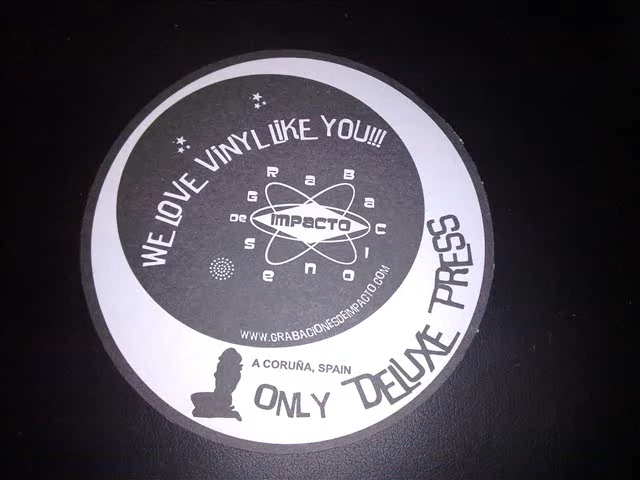 WE LOVE ViNYL LiKE YOU!!!
GRaBacIones
DE
IMPACTO
WWW.GRABACIONESDEIMPACTO.COM
A CORUÑA, SPAIN
ONLY DELUXE PRESS